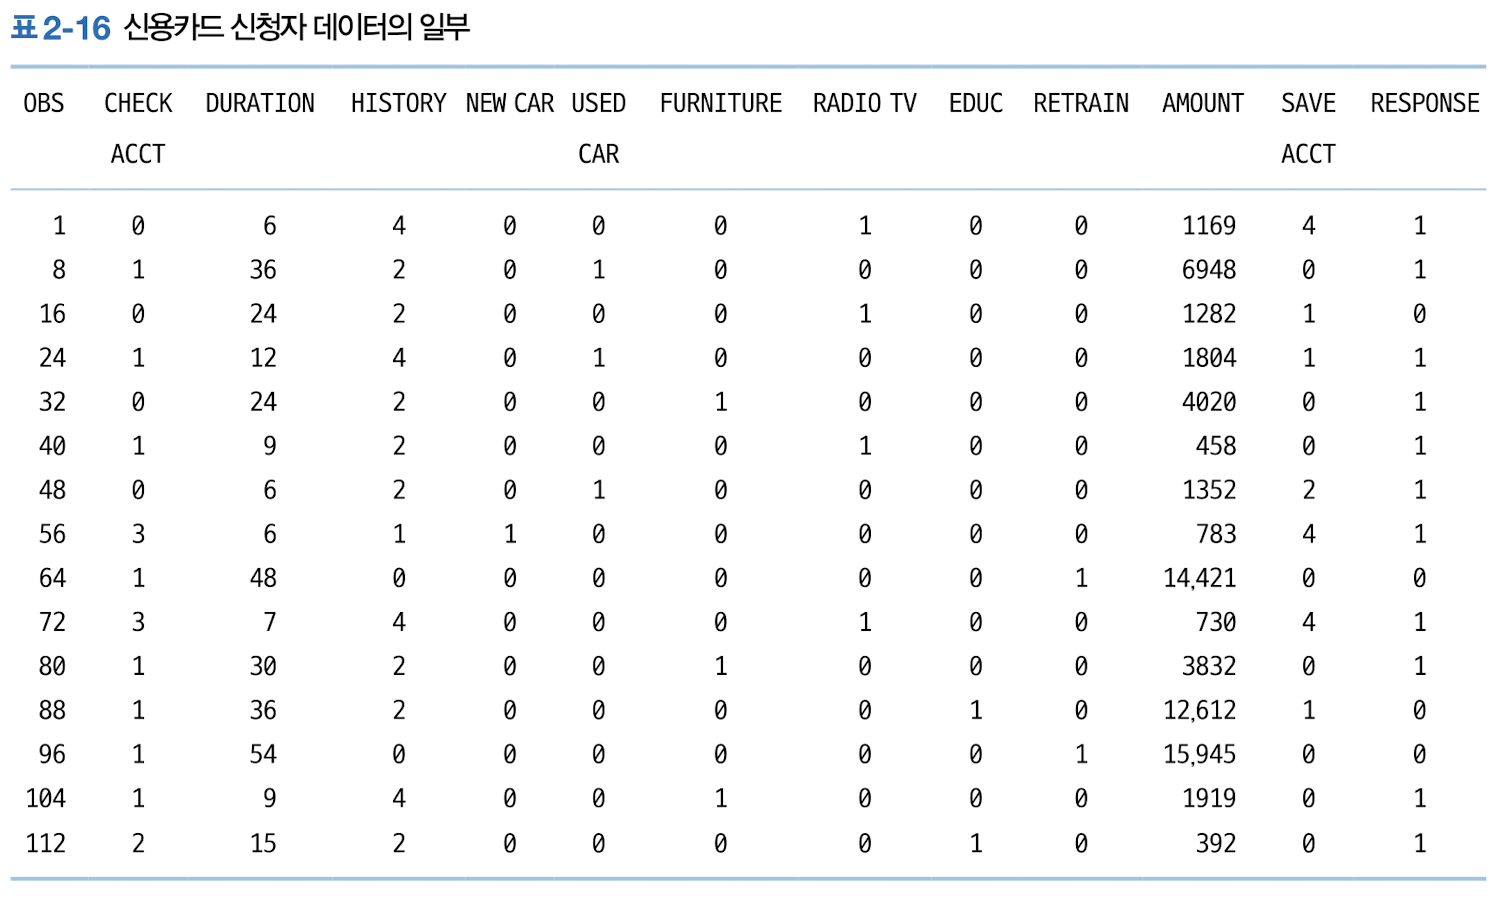 표 2-16 신용카드 신청자 데이터의 일부
OBS CHECK DURATION HISTORY NEW CAR USED FURNITURE RADIO TV EDUC RETRAIN AMOUNT SAVE RESPONSE
ACCT CAR ACCT
1 0 6 4 0 0 0 1 0 0 1169 4 1
8 1 36 2 0 1 0 0 0 0 6948 0 1
16 0 24 2 0 0 0 1 0 0 1282 1 0
24 1 12 4 0 1 0 0 0 0 1804 1 1
32 0 24 2 0 0 1 0 0 0 4020 0 1
40 1 9 2 0 0 0 1 0 0 458 0 1
48 0 6 2 0 1 0 0 0 0 1352 2 1
56 3 6 1 1 0 0 0 0 0 783 4 1
64 1 48 0 0 0 0 0 0 1 14,421 0 0
72 3 7 4 0 0 0 1 0 0 730 4 1
80 1 30 2 0 0 1 0 0 0 3832 0 1
88 1 36 2 0 0 0 0 1 0 12,612 1 0
96 1 54 0 0 0 0 0 0 1 15,945 0 0
104 1 9 4 0 0 1 0 0 0 1919 0 1
112 2 15 2 0 0 0 0 1 0 392 0 1